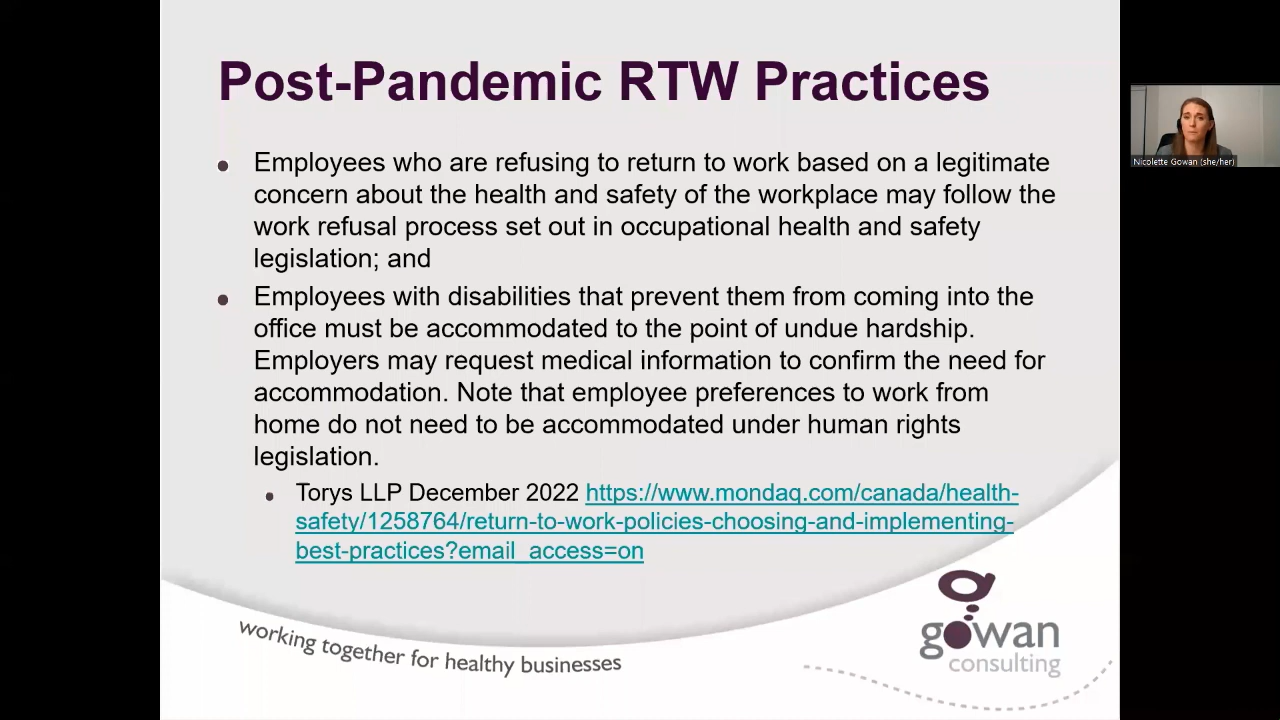 Post-Pandemic RTW Practices
Employees who are refusing to return to work based on a legitimate
concern about the health and safety of the workplace may follow the
work refusal process set out in occupational health and safety
legislation; and
Employees with disabilities that prevent them from coming into the
office must be accommodated to the point of undue hardship.
Employers may request medical information to confirm the need for
accommodation. Note that employee preferences to work from
home do not need to be accommodated under human rights
legislation.
Torys LLP December 2022 https://www.mondaq.com/canada/health-
safety/1258764/return-to-work-policies-choosing-and-implementing-
best-practices?email_access=on
working together for healthy businesses
gowan
consulting
Nicolette Gowan (she/her)